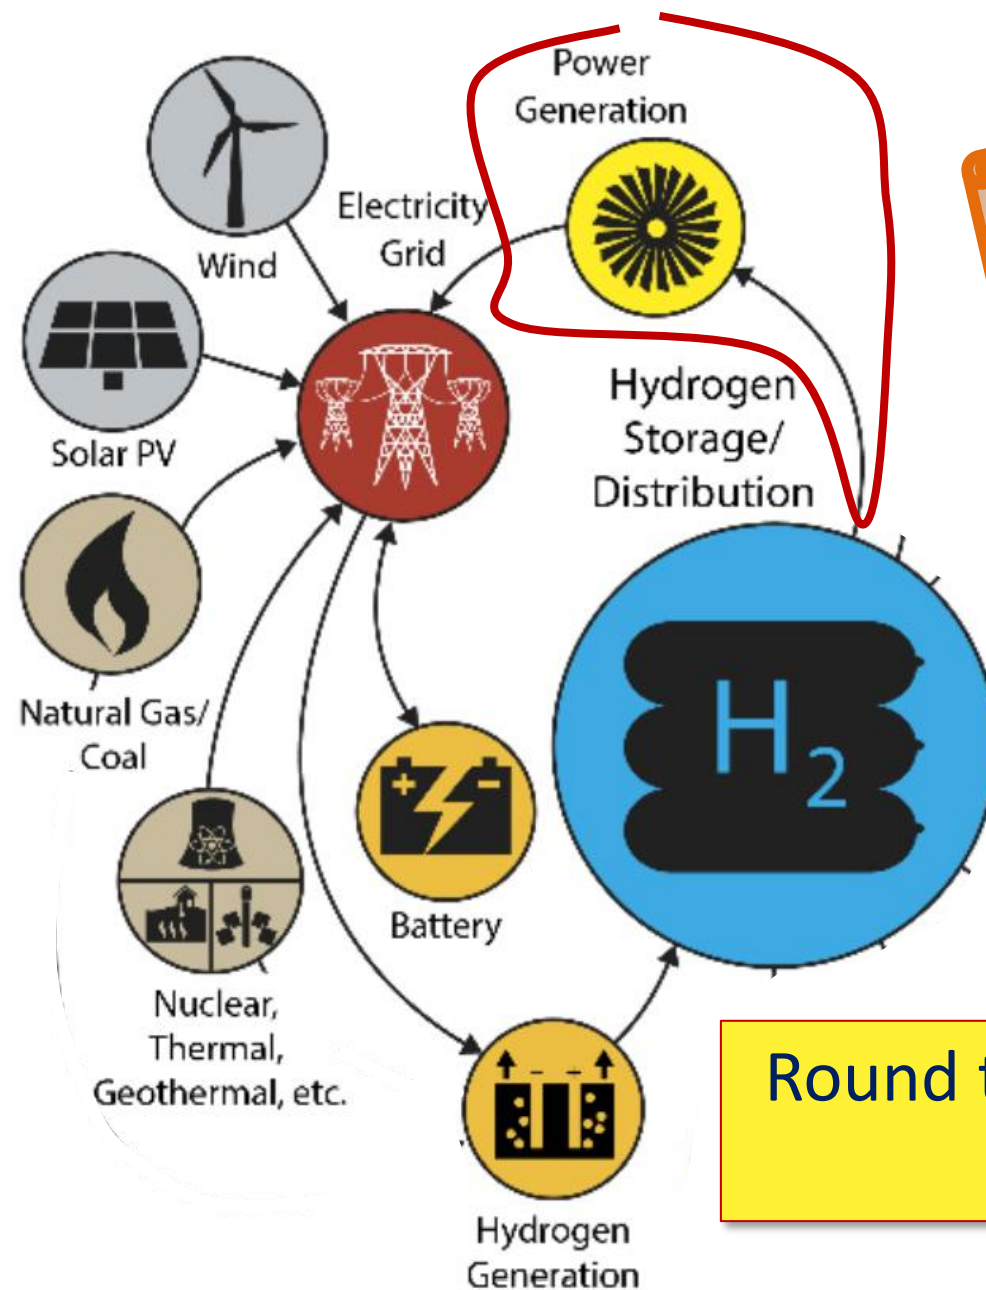 Power
Generation
Electricity
Grid
Wind
Solar PV
Hydrogen
Storage/
Distribution
Natural Gas/
Coal
H2
+ -
Battery
Nuclear,
Thermal,
Geothermal, etc.
Round
Hydrogen
Generation